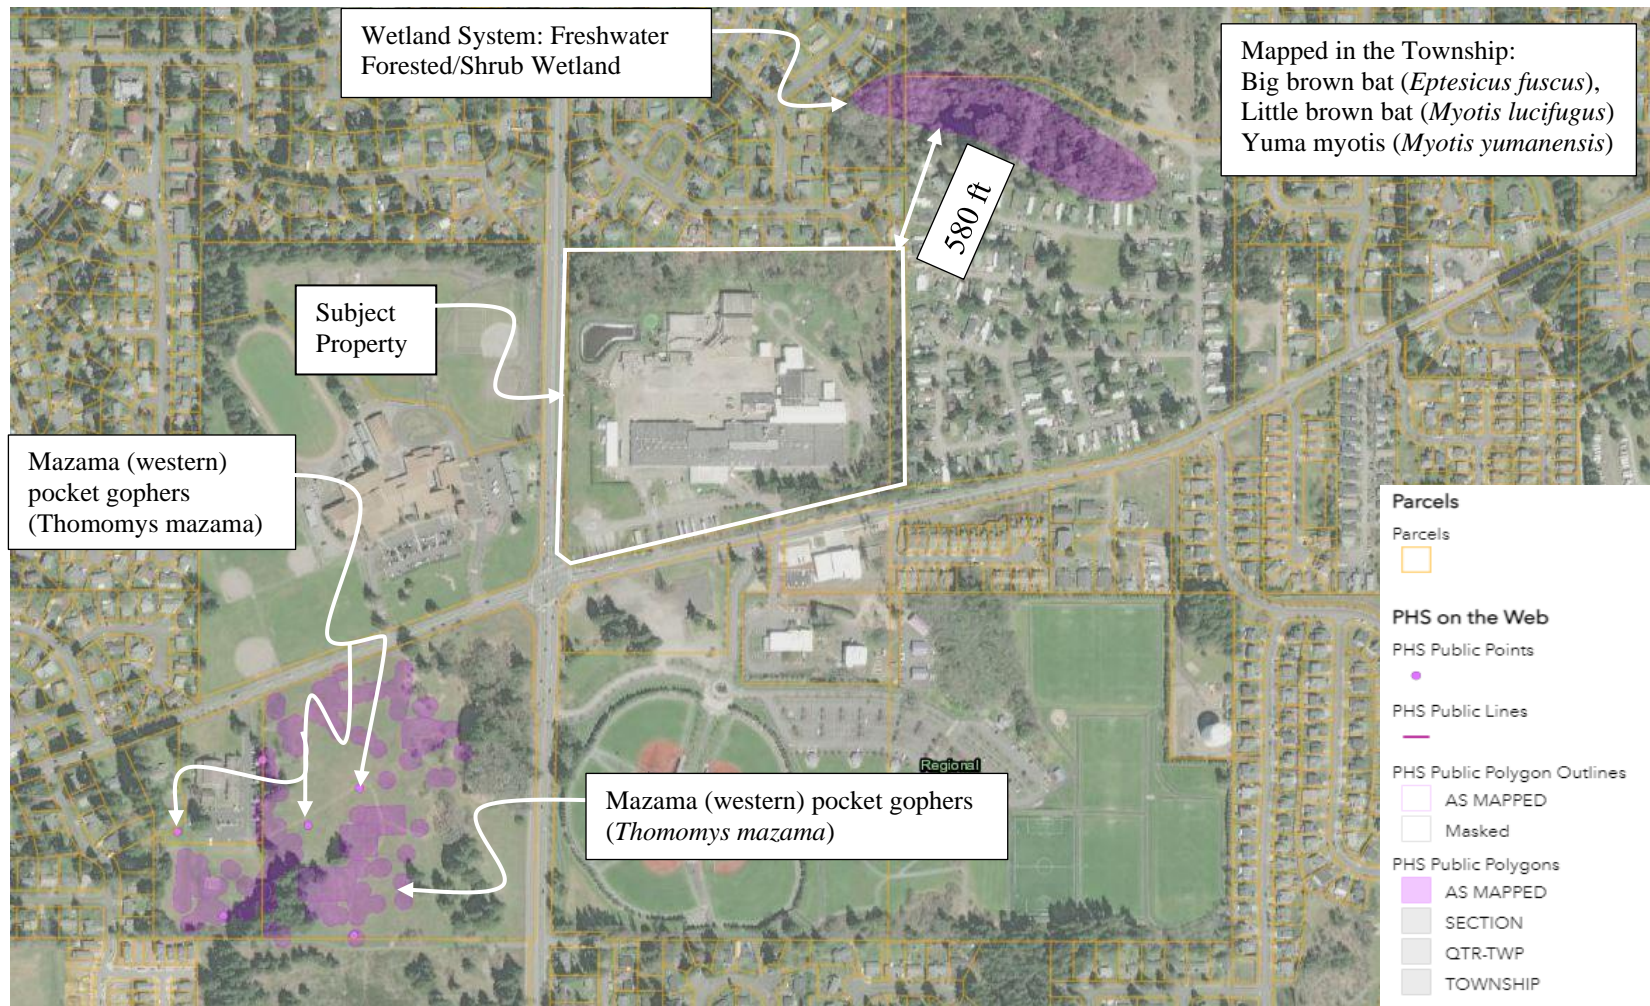 Wetland System: Freshwater
Forested/Shrub Wetland
Mapped in the Township:
Big brown bat (Eptesicus fuscus),
Little brown bat (Myotis lucifugus)
Yuma myotis (Myotis yumanensis)
580 ft
Subject
Property
Mazama (western)
pocket gophers
(Thomomys mazama)
Regional
Mazama (western) pocket gophers
(Thomomys mazama)
Parcels
Parcels
PHS on the Web
PHS Public Points
PHS Public Lines
PHS Public Polygon Outlines
AS MAPPED
Masked
PHS Public Polygons
AS MAPPED
SECTION
QTR-TWP
TOWNSHIP